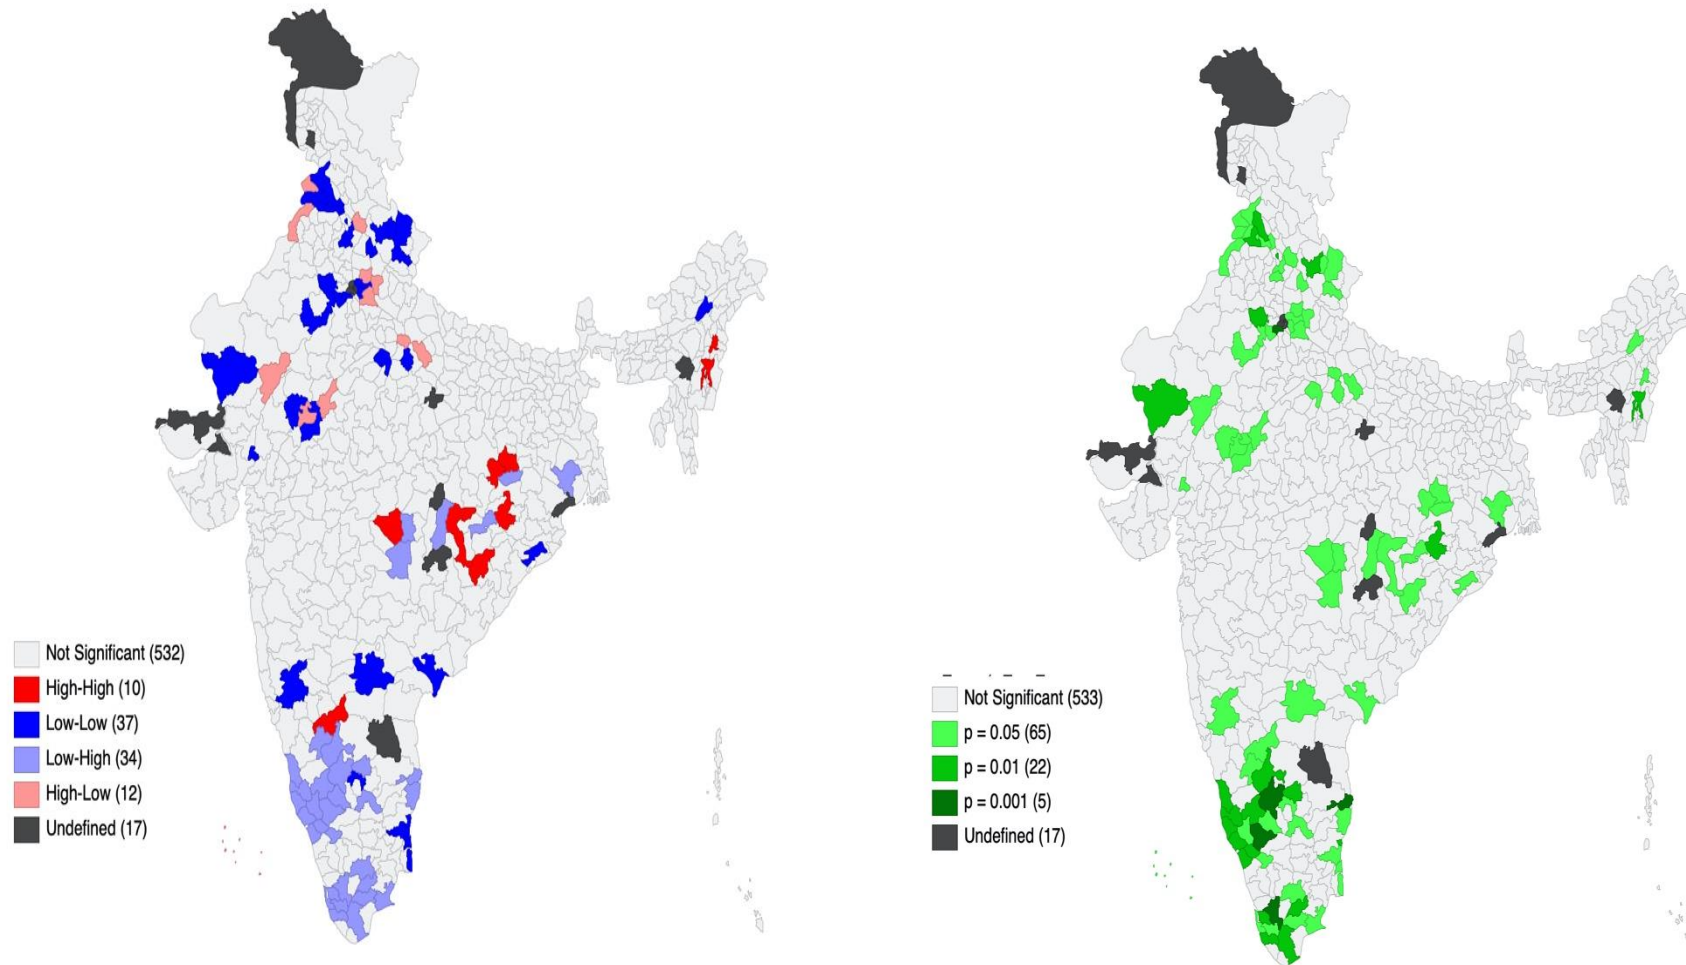 Not Significant (532)
High-High (10)
Low-Low (37)
Low-High (34)
High-Low (12)
Undefined (17)
Not Significant (533)
p = 0.05 (65)
p = 0.01 (22)
p = 0.001 (5)
Undefined (17)